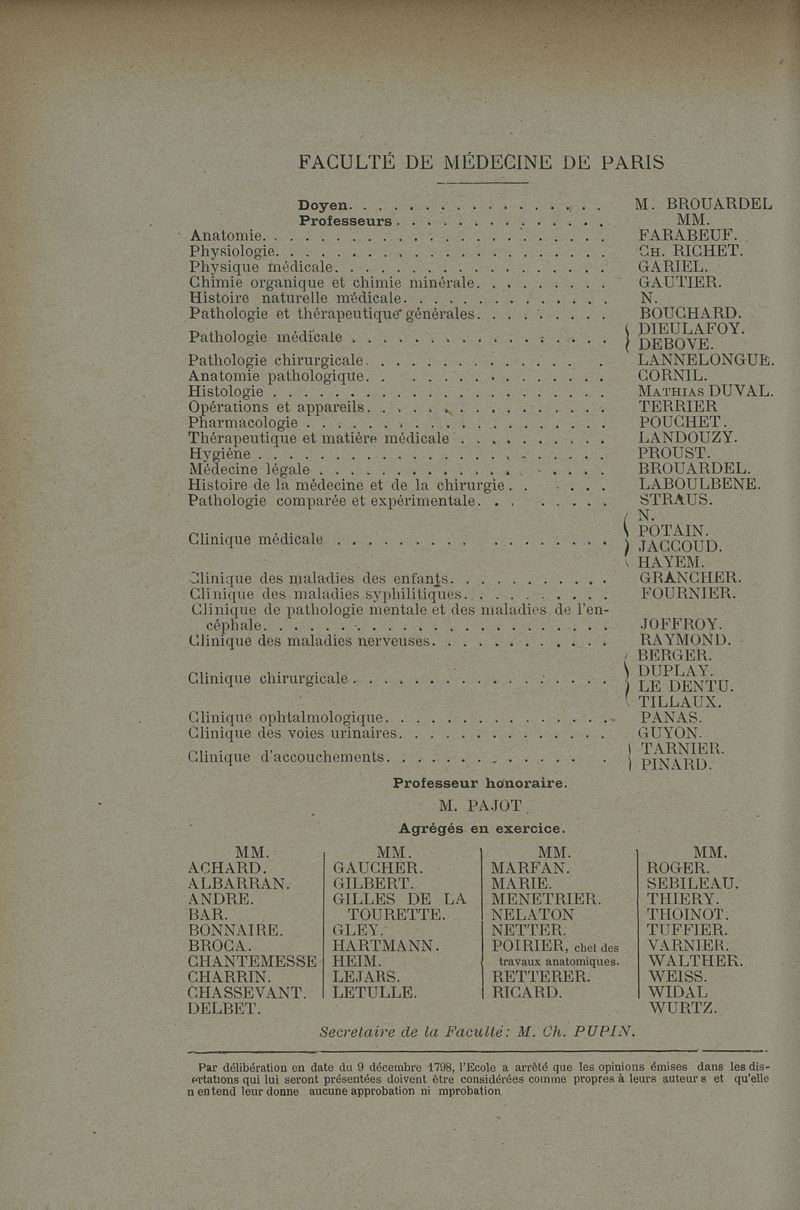 FACULTÉ DE MÉDECINE DE PARIS
Doyen. . . . . . . . . . . . . . . . . M. BROUARDEL
Professeurs . . . . . . . . . . . . . . MM.
Anatomie. . . . . . . . . . . . . . . . . . . . . . FARABEUF.
Physiologie. . . . . . . . . . . . . . . . . . . . . CH. RICHET.
Physique médicale. . . . . . . . . . . . . . . . . . GARIEL.
Chimie organique et chimie minérale. . . . . . . . . GAUTIER.
Histoire naturelle médicale. . . . . . . . . . . . . N.
Pathologie et thérapeutique générales. . . . . . . . . BOUCHARD.
Pathologie médicale . . . . . . . . . . . . . . . . . { DIEULAFOY.
DEBOVE.
Pathologie chirurgicale. . . . . . . . . . . . . . . LANNELONGUE.
Anatomie pathologique. . . . . . . . . . . . . . . CORNIL.
Histologie . . . . . . . . . . . . . . . . . . . . . . MATHIAS DUVAL.
Opérations et appareils. . . . . . . . . . . . . . . . TERRIER
Pharmacologie . . . . . . . . . . . . . . . . . . . . POUCHET.
Thérapeutique et matière médicale . . . . . . . . . . LANDOUZY.
Hygiène . . . . . . . . . . . . . . . . . . . . . . . PROUST.
Médecine légale . . . . . . . . . . . . . . . . . . . BROUARDEL.
Histoire de la médecine et de la chirurgie. . . . . . LABOULBENE.
Pathologie comparée et expérimentale. . . . . . . . STRAUS.
Clinique médicale . . . . . . . . . . . . . . . . . { N.
POTAIN.
JACCOUD.
HAYEM.
Clinique des maladies des enfants. . . . . . . . . . . GRANCHER.
Clinique des maladies syphilitiques. . . . . . . . . . FOURNIER.
Clinique de pathologie mentale et des maladies de l'en-
céphale. . . . . . . . . . . . . . . . . . . . . . . JOFFROY.
Clinique des maladies nerveuses. . . . . . . . . . . . RAYMOND.
Clinique chirurgicale . . . . . . . . . . . . . . . . . { BERGER.
DUPLAY.
LE DENTU.
TILLAUX.
Clinique ophtalmologique. . . . . . . . . . . . . . . PANAS.
Clinique des voies urinaires. . . . . . . . . . . . . . GUYON.
Clinique d'accouchements. . . . . . . . . . . . . . } TARNIER.
PINARD.
Professeur honoraire.
M. PAJOT.
Agrégés en exercice.
MM. MM. MM. MM.
ACHARD. GAUCHER. MARFAN. ROGER.
ALBARRAN. GILBERT. MARIE. SEBILEAU.
ANDRE. GILLES DE LA MENETRIER. THIERY.
BAR. TOURETTE. NELATON THOINOT.
BONNAIRE. GLEY. NETTER. TUFFIER.
BROCA. HARTMANN. POIRIER, chef des VARNIER.
CHANTEMESSE HEIM. travaux anatomiques. WALTHER.
CHARRIN. LEJARS. RETTERER. WEISS.
CHASSEVANT. LETULLE. RICARD. WIDAL
DELBET. WURTZ.
Secretaire de la Faculté: M. Ch. PUPIN.
Par délibération en date du 9 décembre 1798, l'Ecole a arrêté que les opinions émises dans les dis-
ertations qui lui seront présentées doivent être considérées comme propres à leurs auteur s et qu'elle
n entend leur donne aucune approbation ni mprobation